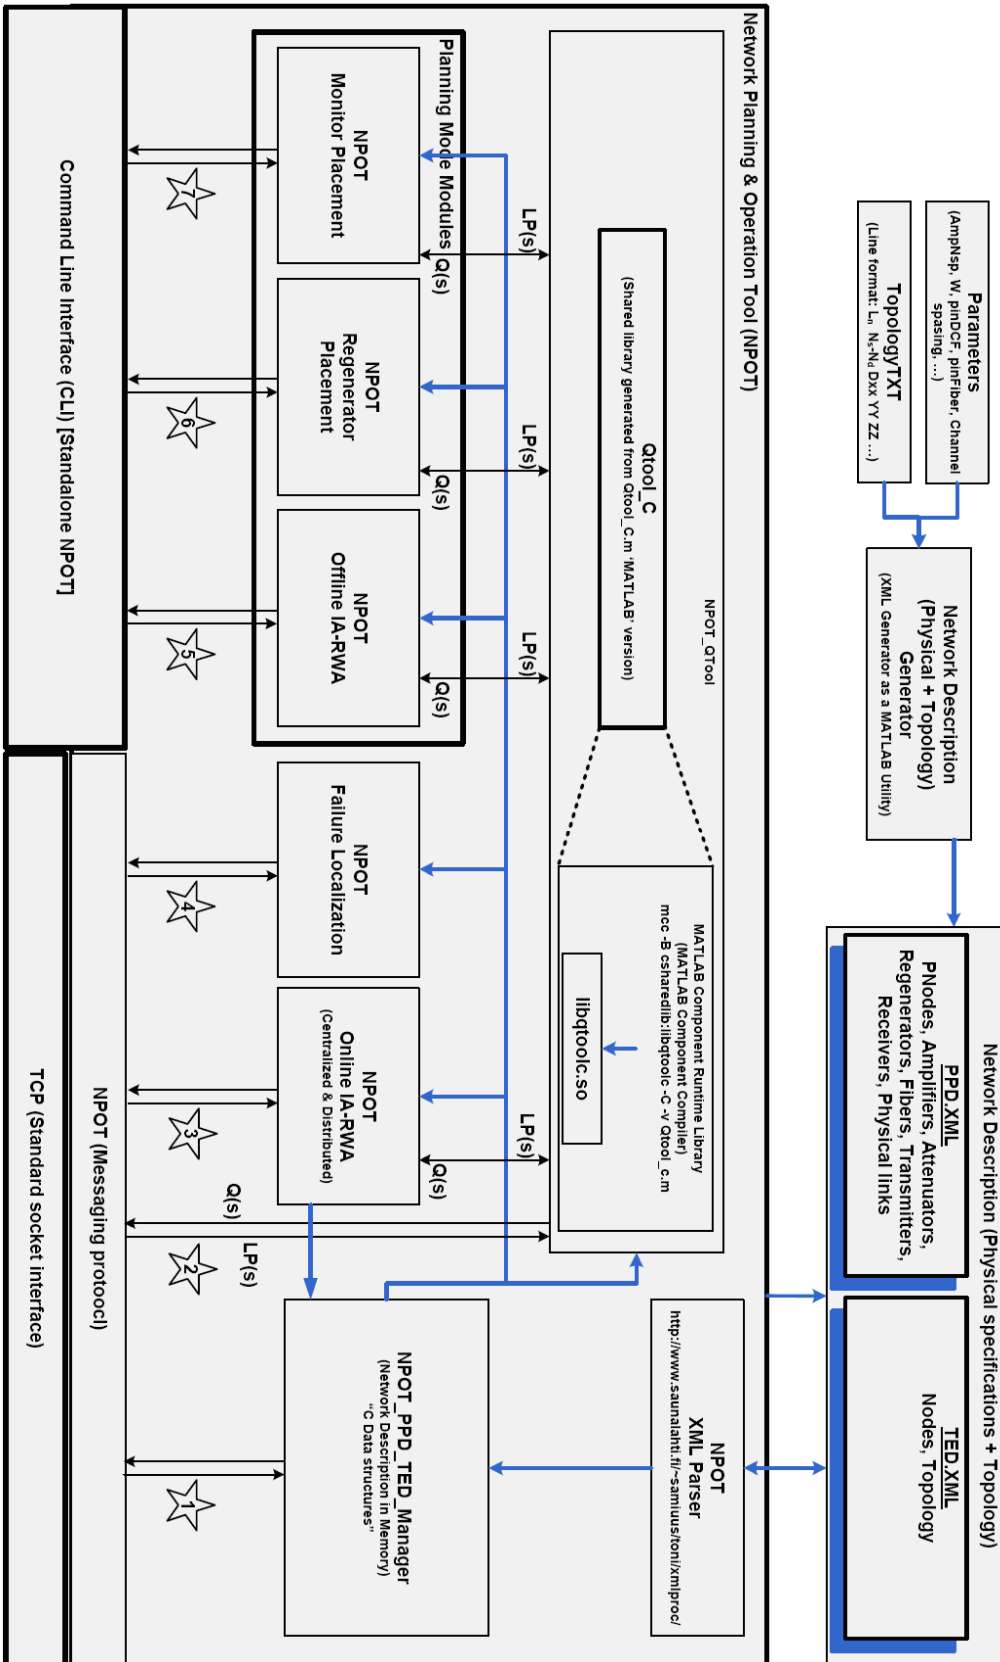 Parameters
(AmpNsp, W, pinDCF, pinFiber, Channel
spasing, ...)
TopologyTXT
(Line format: Ln Ns-Nd Dxx YY ZZ ...)
Network Description
(Physical + Topology)
Generator
(XML Generator as a MATLAB Utility)
Network Description (Physical specifications + Topology)
PPD.XML
PNodes, Amplifiers, Attenuators,
Regenerators, Fibers, Transmitters,
Receivers, Physical links
TED.XML
Nodes, Topology
Network Planning & Operation Tool (NPOT)
NPOT_QTool
Qtool_C
(Shared library generated from Qtool_C.m 'MATLAB' version)
MATLAB Component Runtime Library
(MATLAB Component Compiler)
mcc -B csharedlib:libqtoolc -C -v Qtool_c.m
libqtoolc.so
NPOT
XML Parser
http://www.saunalahti.fi/~samiuus/toni/xmlproc/
LP(s)
LP(s)
LP(s)
LP(s)
Planning Mode Modules
Q(s)
Q(s)
Q(s)
Q(s)
NPOT
Monitor Placement
NPOT
Regenerator
Placement
NPOT
Offline IA-RWA
NPOT
Failure Localization
NPOT
Online IA-RWA
(Centralized & Distributed)
NPOT_PPD_TED_Manager
(Network Description in Memory)
"C Data structures"
Q(s)
LP(s)
7
6
5
4
3
2
1
Command Line Interface (CLI) [Standalone NPOT]
NPOT (Messaging protoocl)
TCP (Standard socket interface)